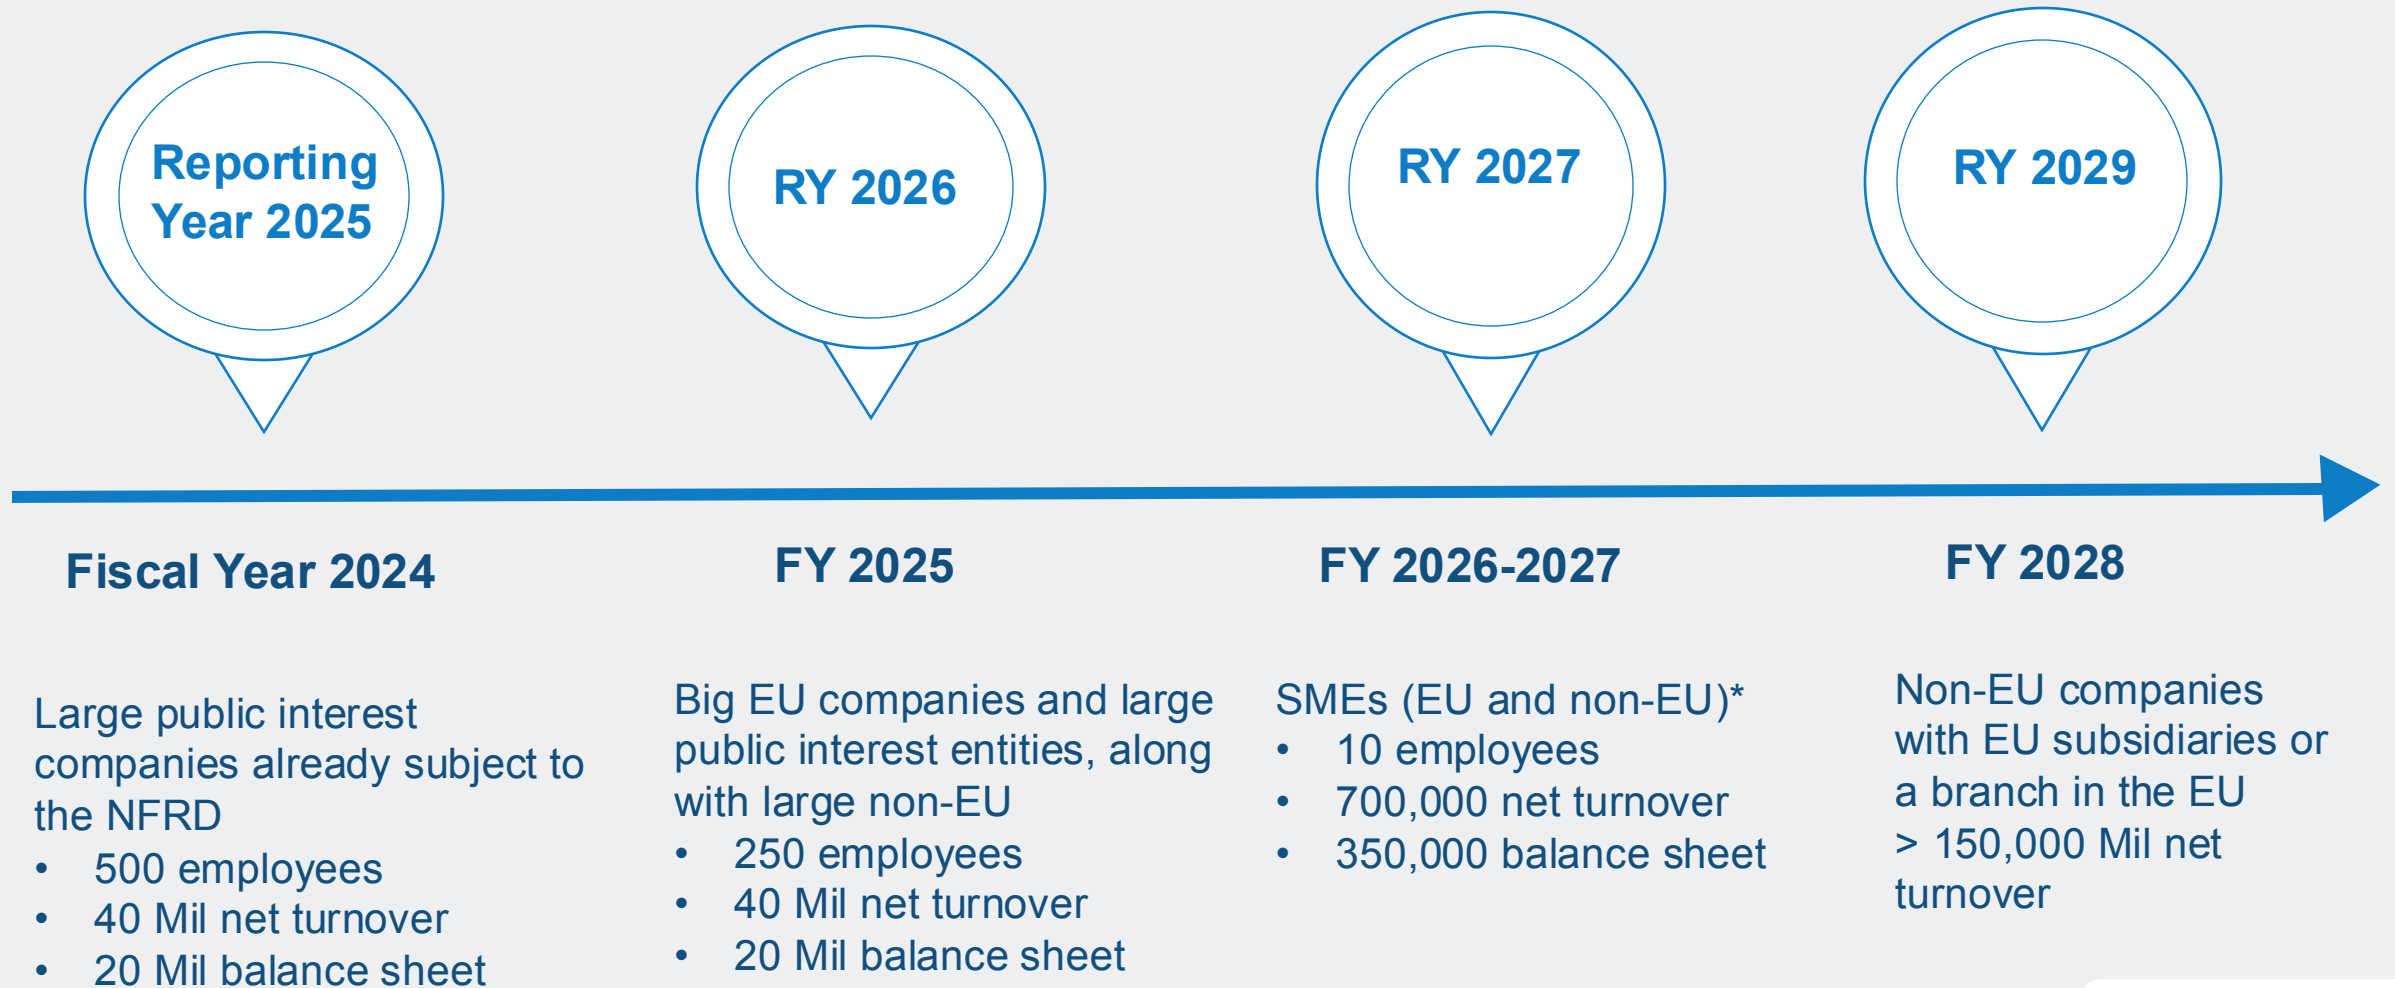 Reporting
Year 2025
RY 2026
RY 2027
RY 2029
Fiscal Year 2024
FY 2025
FY 2026-2027
FY 2028
Large public interest
companies already subject to
the NFRD
• 500 employees
• 40 Mil net turnover
• 20 Mil balance sheet
Big EU companies and large
public interest entities, along
with large non-EU
• 250 employees
• 40 Mil net turnover
• 20 Mil balance sheet
SMEs (EU and non-EU)*
• 10 employees
• 700,000 net turnover
• 350,000 balance sheet
Non-EU companies
with EU subsidiaries or
a branch in the EU
> 150,000 Mil net
turnover